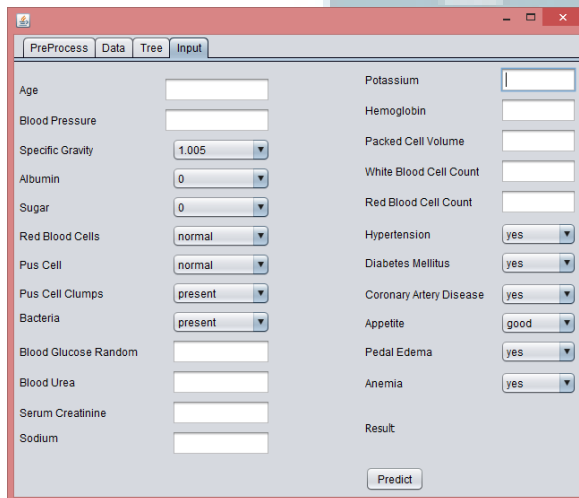 PreProcess Data Tree Input
Age
Blood Pressure
Specific Gravity 1.005
Albumin 0
Sugar 0
Red Blood Cells normal
Pus Cell normal
Pus Cell Clumps present
Bacteria present
Blood Glucose Random
Blood Urea
Serum Creatinine
Sodium
Potassium
Hemoglobin
Packed Cell Volume
White Blood Cell Count
Red Blood Cell Count
Hypertension yes
Diabetes Mellitus yes
Coronary Artery Disease yes
Appetite good
Pedal Edema yes
Anemia yes
Result
Predict